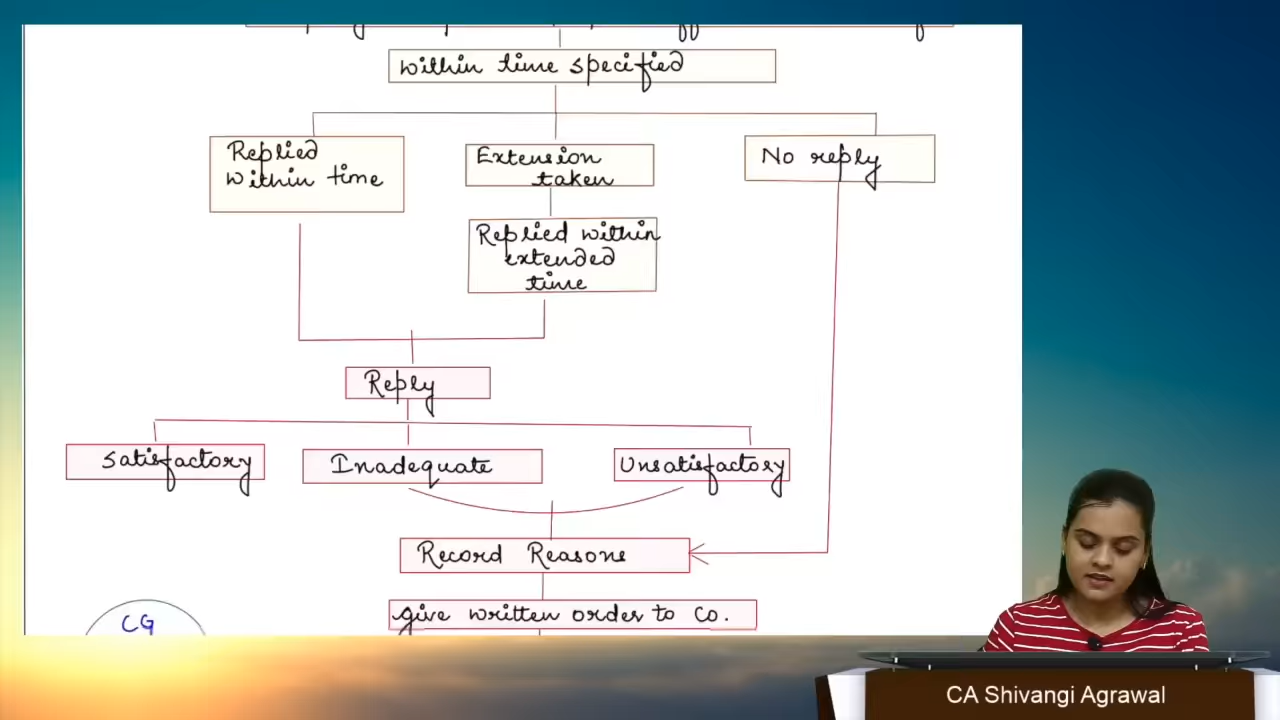 within time specified
Replied
within time
Extension
taken
No reply
Replied within
extended
time
Reply
Satisfactory
Inadequate
Unsatisfactory
Record Reasons
give written order to Co.
CG
CA Shivangi Agrawal